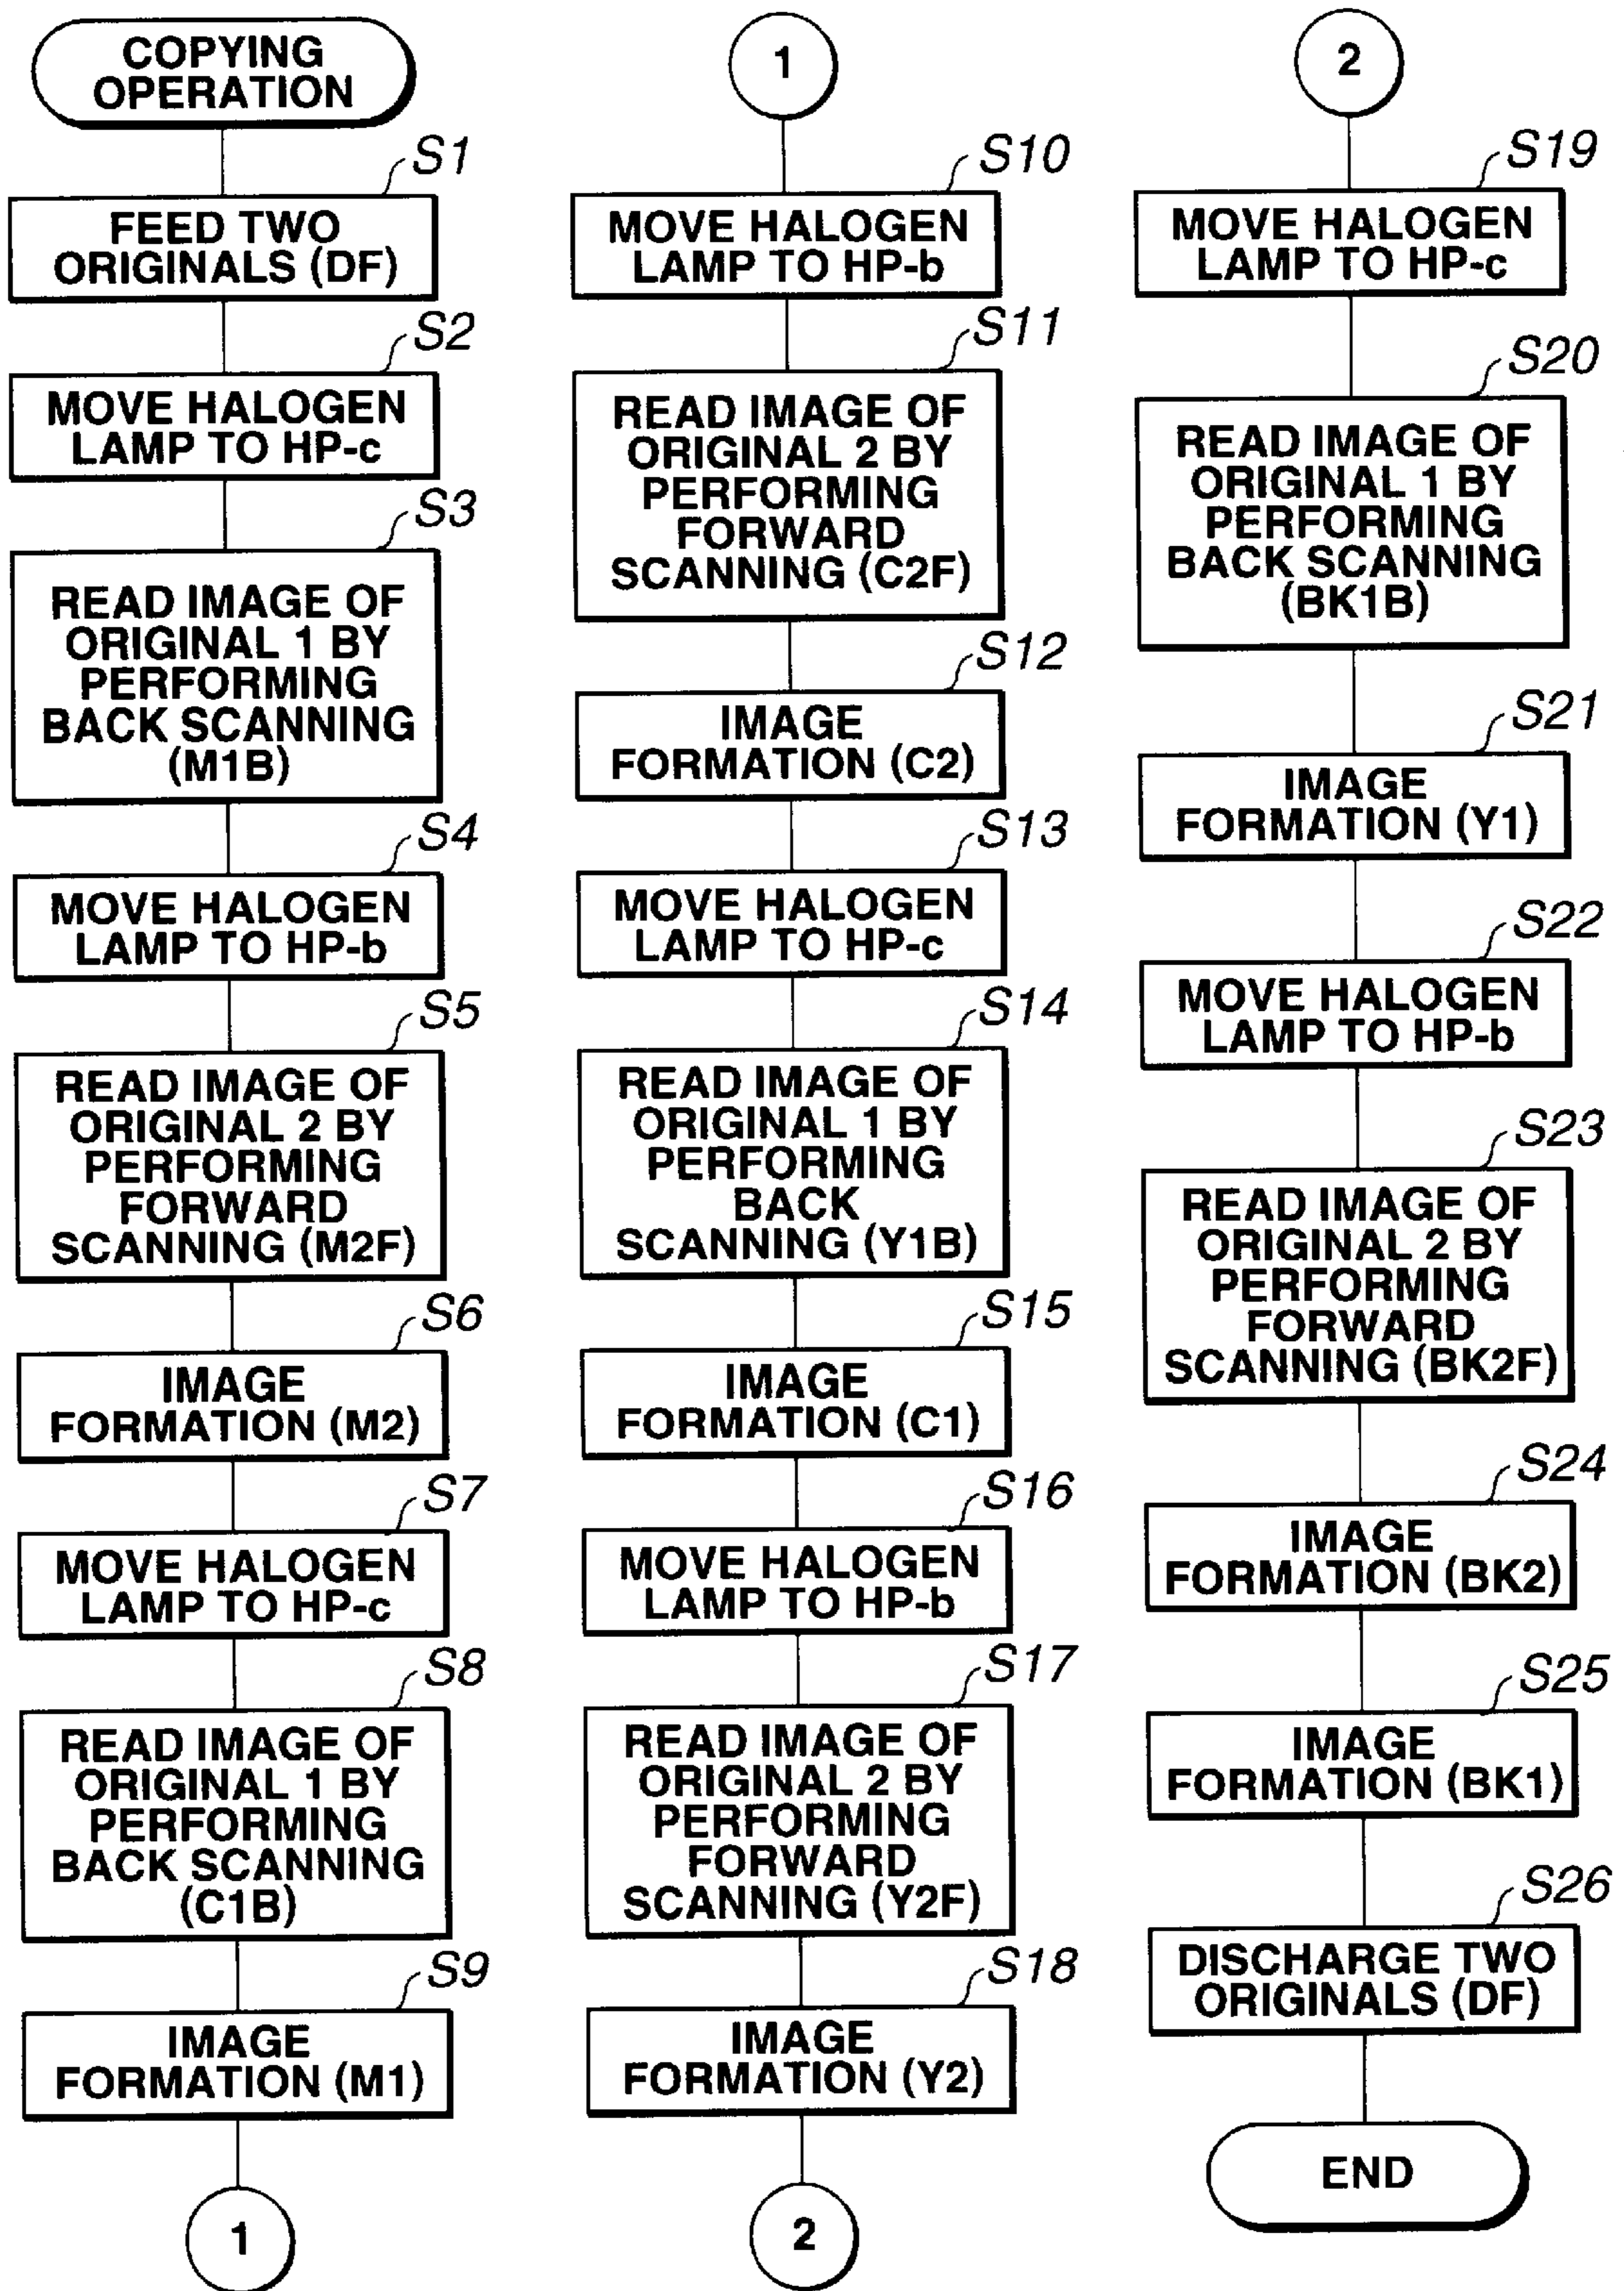 COPYING
OPERATION
S1
FEED TWO
ORIGINALS (DF)
S2
MOVE HALOGEN
LAMP TO HP-c
S3
READ IMAGE OF
ORIGINAL 1 BY
PERFORMING
BACK SCANNING
(M1B)
S4
MOVE HALOGEN
LAMP TO HP-b
S5
READ IMAGE OF
ORIGINAL 2 BY
PERFORMING
FORWARD
SCANNING (M2F)
S6
IMAGE
FORMATION (M2)
S7
MOVE HALOGEN
LAMP TO HP-c
S8
READ IMAGE OF
ORIGINAL 1 BY
PERFORMING
BACK SCANNING
(C1B)
S9
IMAGE
FORMATION (M1)
1
1
S10
MOVE HALOGEN
LAMP TO HP-b
S11
READ IMAGE OF
ORIGINAL 2 BY
PERFORMING
FORWARD
SCANNING (C2F)
S12
IMAGE
FORMATION (C2)
S13
MOVE HALOGEN
LAMP TO HP-c
S14
READ IMAGE OF
ORIGINAL 1 BY
PERFORMING
BACK
SCANNING (Y1B)
S15
IMAGE
FORMATION (C1)
S16
MOVE HALOGEN
LAMP TO HP-b
S17
READ IMAGE OF
ORIGINAL 2 BY
PERFORMING
FORWARD
SCANNING (Y2F)
S18
IMAGE
FORMATION (Y2)
2
2
S19
MOVE HALOGEN
LAMP TO HP-c
S20
READ IMAGE OF
ORIGINAL 1 BY
PERFORMING
BACK SCANNING
(BK1B)
S21
IMAGE
FORMATION (Y1)
S22
MOVE HALOGEN
LAMP TO HP-b
S23
READ IMAGE OF
ORIGINAL 2 BY
PERFORMING
FORWARD
SCANNING (BK2F)
S24
IMAGE
FORMATION (BK2)
S25
IMAGE
FORMATION (BK1)
S26
DISCHARGE TWO
ORIGINALS (DF)
END